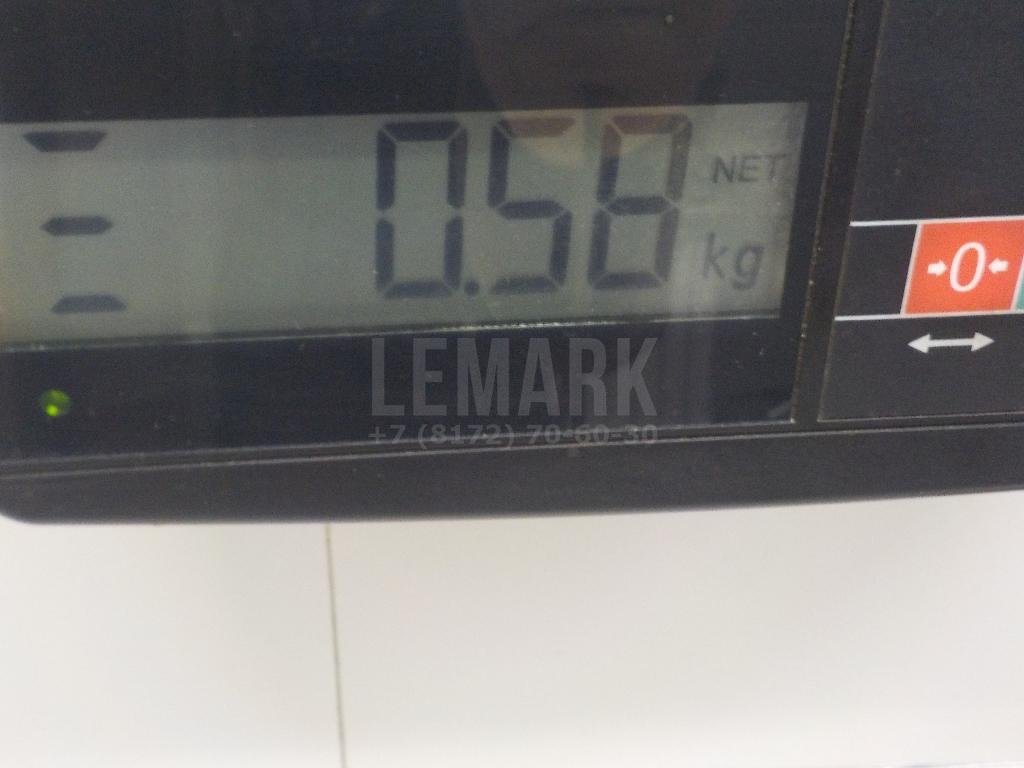 0.58
NET
kg
→0←
LEMARK
+7 (8172) 70-60-30